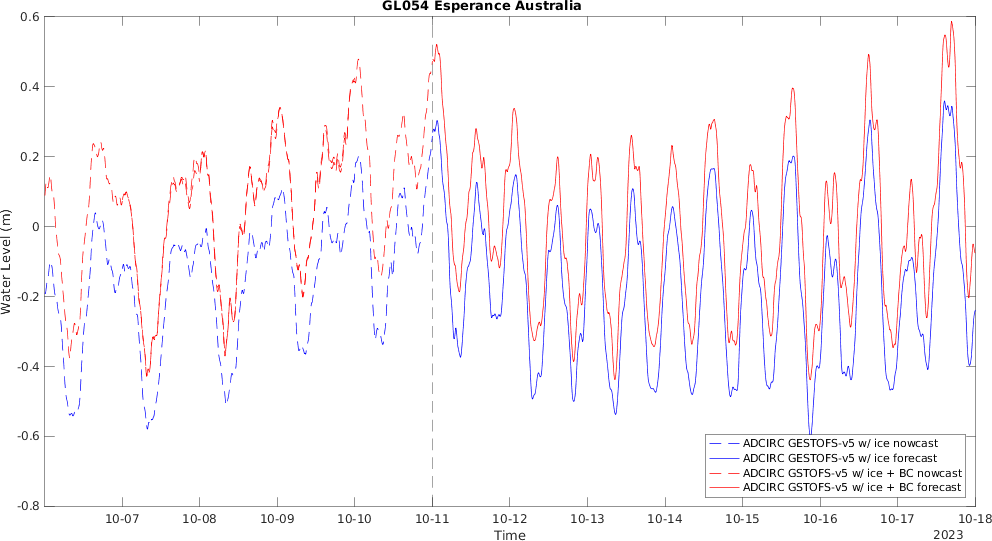 GL054 Esperance Australia
0.6
0.4
0.2
0
-0.2
-0.4
-0.6
-0.8
Water Level (m)
ADCIRC GESTOFS-v5 w/ ice nowcast
ADCIRC GESTOFS-v5 w/ ice forecast
ADCIRC GSTOFS-v5 w/ ice + BC nowcast
ADCIRC GSTOFS-v5 w/ ice + BC forecast
10-07 10-08 10-09 10-10 10-11 10-12 10-13 10-14 10-15 10-16 10-17 10-18
Time
2023